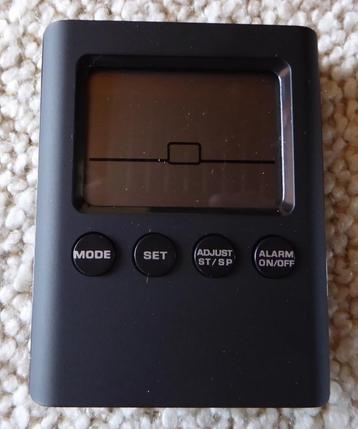 MODE
SET
ADJUST
ST/SP
ALARM
ON/OFF